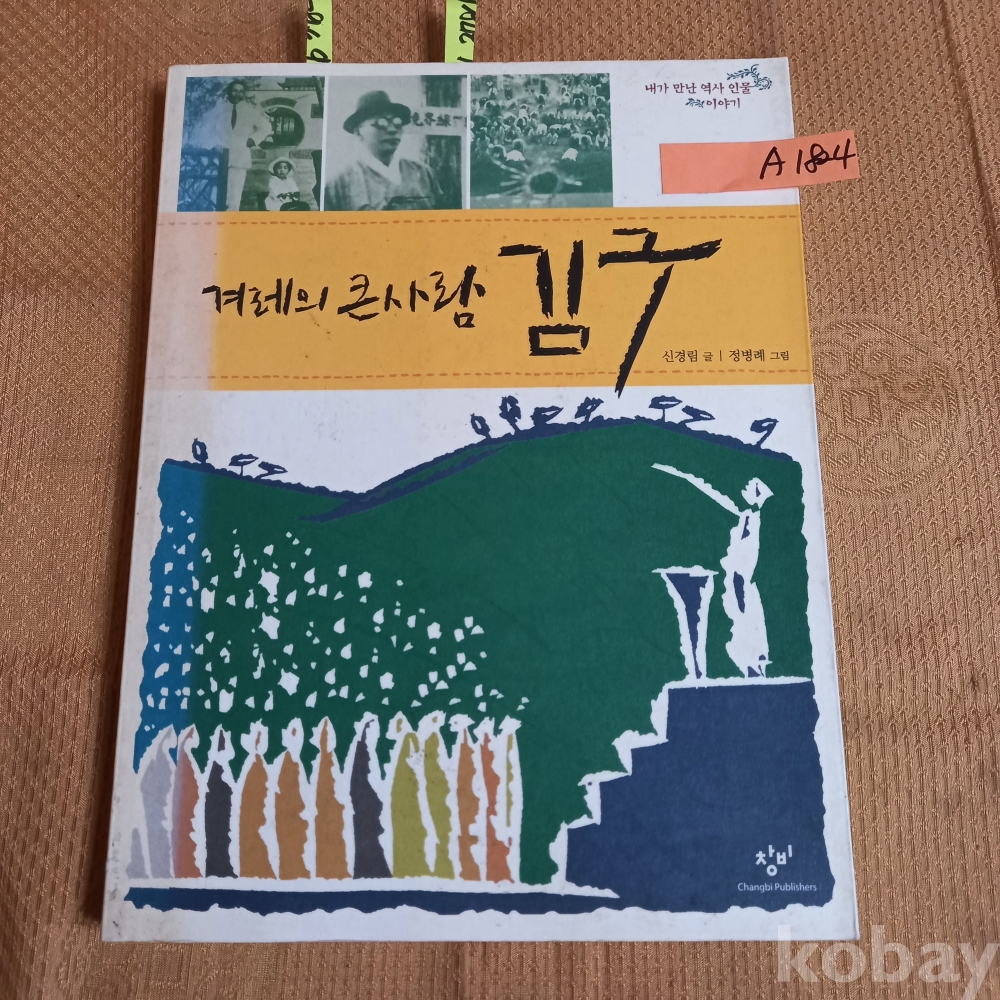 내가 만난 역사 인물
이야기
A1824
겨레의 큰사람 김구
신경림 글 | 정병례 그림
창비
Changbi Publishers
kobay